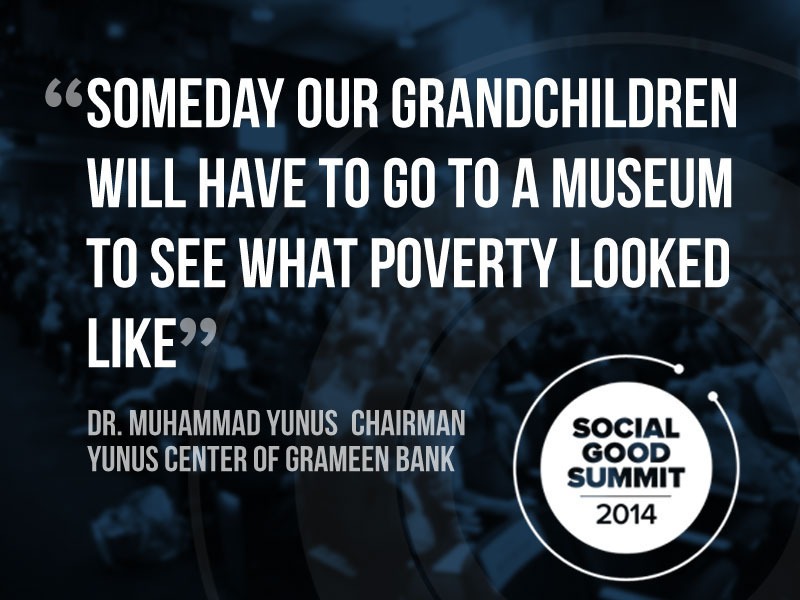 “SOMEDAY OUR GRANDCHILDREN
WILL HAVE TO GO TO A MUSEUM
TO SEE WHAT POVERTY LOOKED
LIKE”
DR. MUHAMMAD YUNUS CHAIRMAN
YUNUS CENTER OF GRAMEEN BANK
SOCIAL
GOOD
SUMMIT
2014